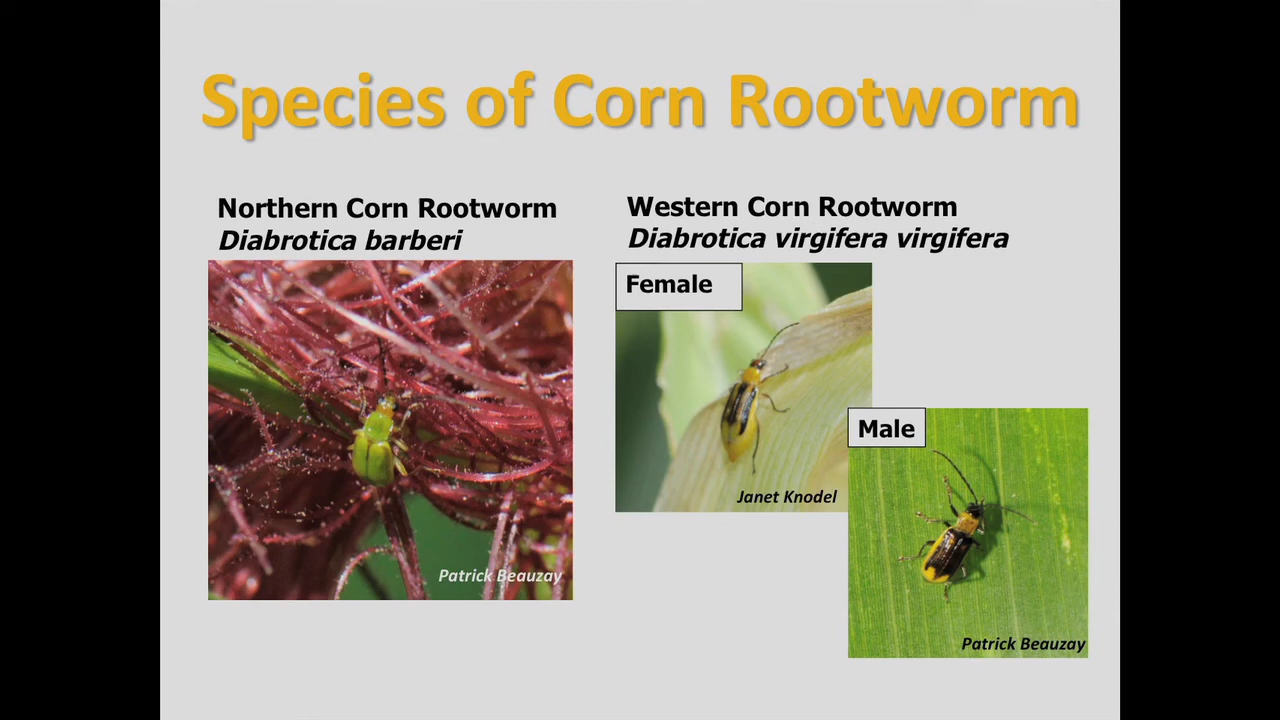 Species of Corn Rootworm
Northern Corn Rootworm
Diabrotica barberi
Patrick Beauzay
Western Corn Rootworm
Diabrotica virgifera virgifera
Female
Janet Knodel
Male
Patrick Beauzay